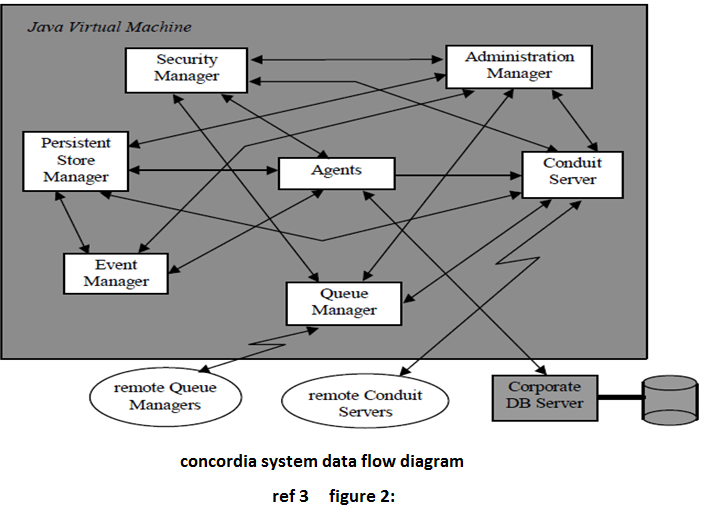 Java Virtual Machine
Security
Manager
Administration
Manager
Persistent
Store
Manager
Agents
Conduit
Server
Event
Manager
Queue
Manager
remote Queue
Managers
remote Conduit
Servers
Corporate
DB Server
concordia system data flow diagram
ref 3 figure 2: